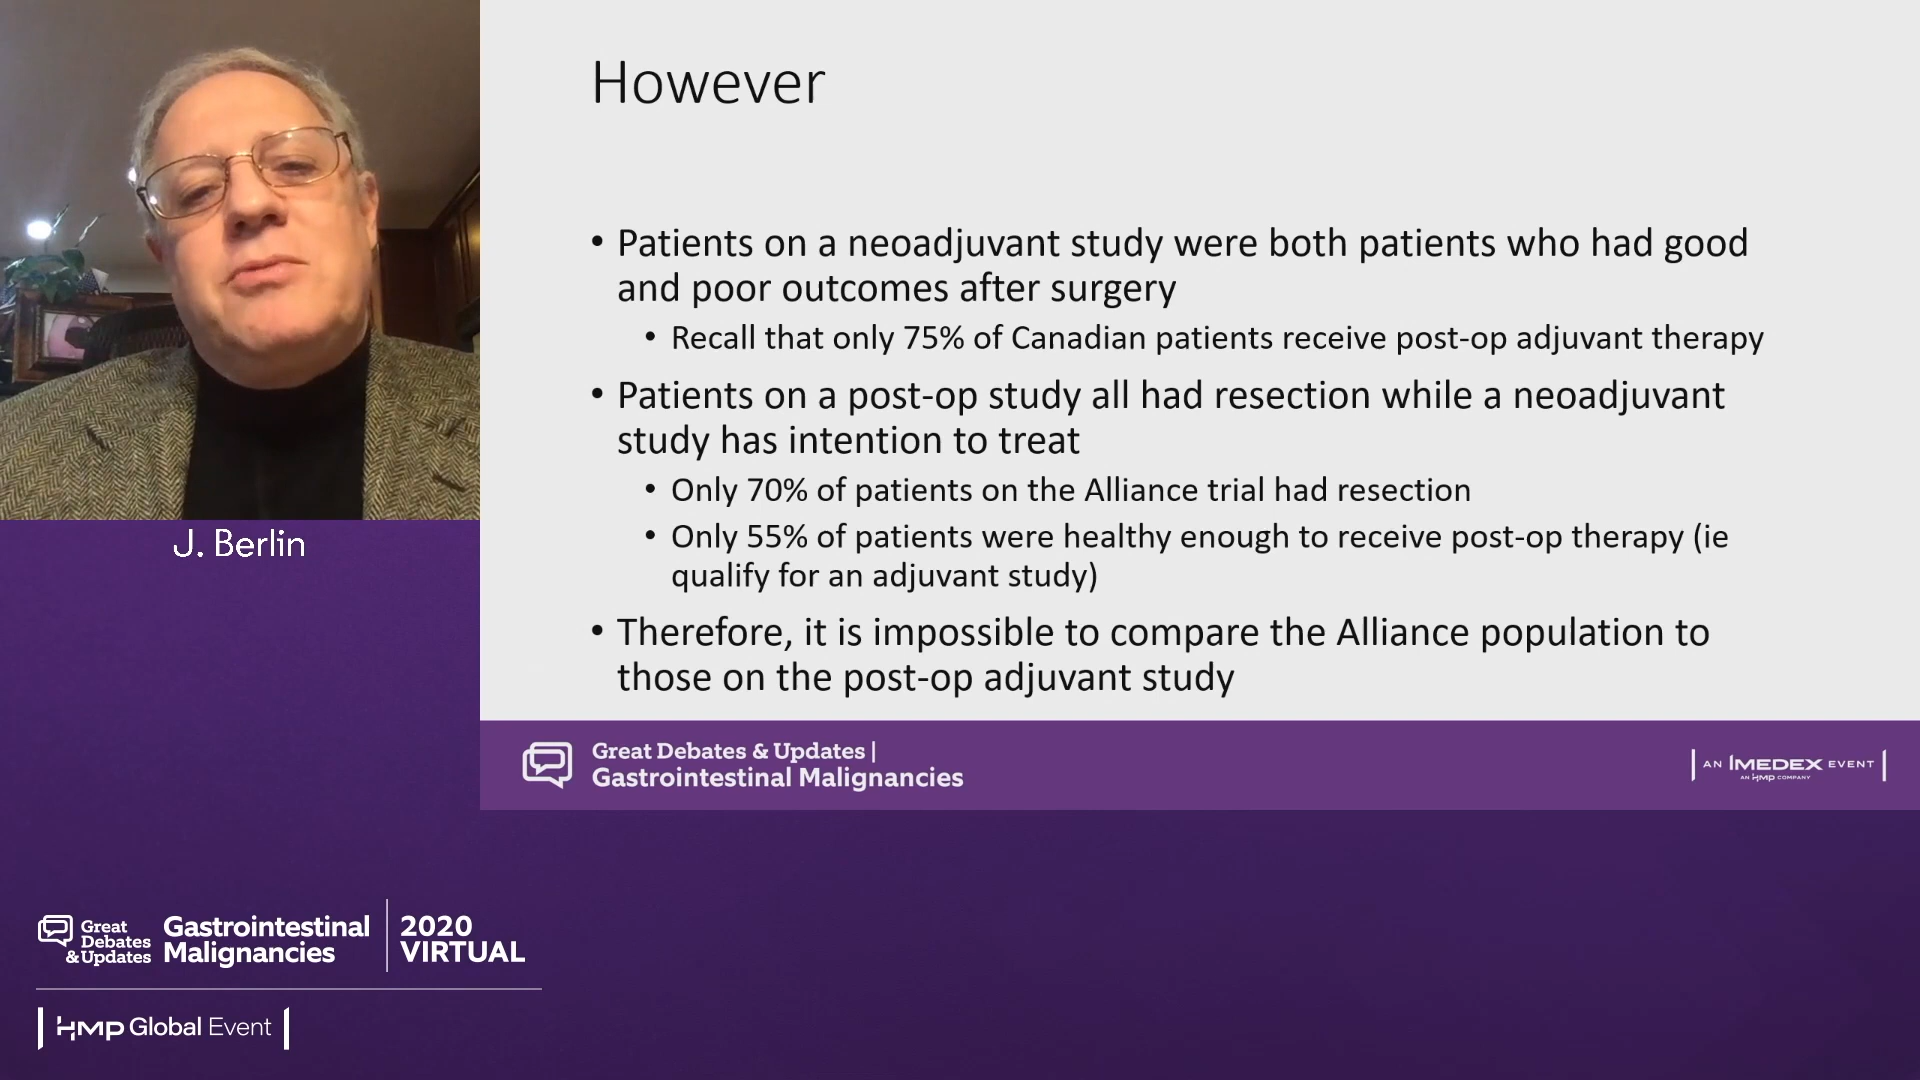 However
• Patients on a neoadjuvant study were both patients who had good
and poor outcomes after surgery
• Recall that only 75% of Canadian patients receive post-op adjuvant therapy
• Patients on a post-op study all had resection while a neoadjuvant
study has intention to treat
• Only 70% of patients on the Alliance trial had resection
• Only 55% of patients were healthy enough to receive post-op therapy (ie
qualify for an adjuvant study)
• Therefore, it is impossible to compare the Alliance population to
those on the post-op adjuvant study
J. Berlin
Great Debates & Updates |
Gastrointestinal Malignancies
AN IMEDEX EVENT
AN HMP COMPANY
Great
Debates
& Updates
Gastrointestinal
Malignancies
2020
VIRTUAL
HMP Global Event